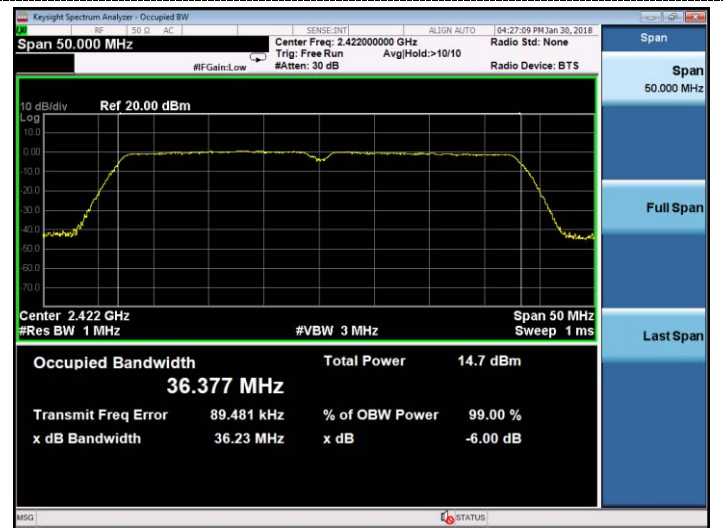 Keysight Spectrum Analyzer - Occupied BW
RF 50 Ω AC SENSE:INT ALIGN AUTO 04:27:09 PM Jan 30, 2018
Span 50.000 MHz
Center Freq: 2.422000000 GHz
Radio Std: None
Trig: Free Run Avg|Hold:>10/10
#IFGain:Low #Atten: 30 dB Radio Device: BTS
Span
Span
50.000 MHz
Full Span
Last Span
10 dB/div Ref 20.00 dBm
Log
10.0
0.00
-10.0
-20.0
-30.0
-40.0
-50.0
-60.0
-70.0
Center 2.422 GHz Span 50 MHz
#Res BW 1 MHz #VBW 3 MHz Sweep 1 ms
Occupied Bandwidth Total Power 14.7 dBm
36.377 MHz
Transmit Freq Error 89.481 kHz % of OBW Power 99.00 %
x dB Bandwidth 36.23 MHz x dB -6.00 dB
MSG STATUS